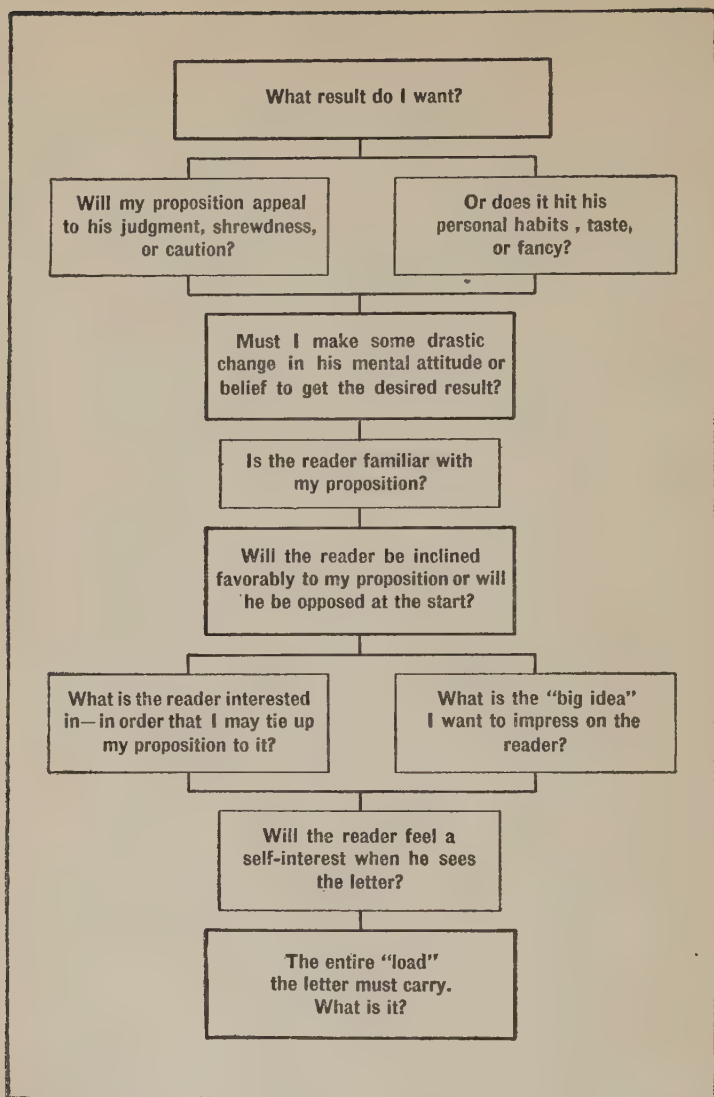 What result do I want?
Will my proposition appeal
to his judgment, shrewdness,
or caution?
Or does it hit his
personal habits , taste,
or fancy?
Must I make some drastic
change in his mental attitude or
belief to get the desired result?
Is the reader familiar with
my proposition?
Will the reader be inclined
favorably to my proposition or will
he be opposed at the start?
What is the reader interested
in—in order that I may tie up
my proposition to it?
What is the "big idea"
I want to impress on the
reader?
Will the reader feel a
self-interest when he sees
the letter?
The entire "load"
the letter must carry.
What is it?